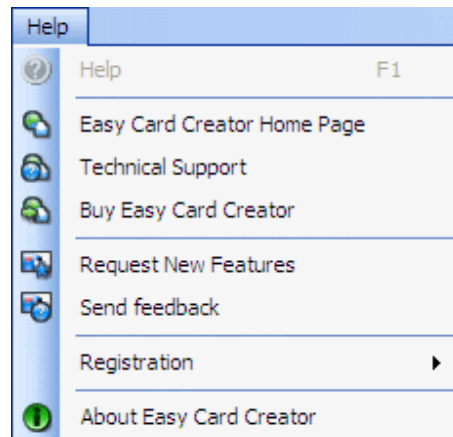 Help
Help F1
Easy Card Creator Home Page
Technical Support
Buy Easy Card Creator
Request New Features
Send feedback
Registration
About Easy Card Creator